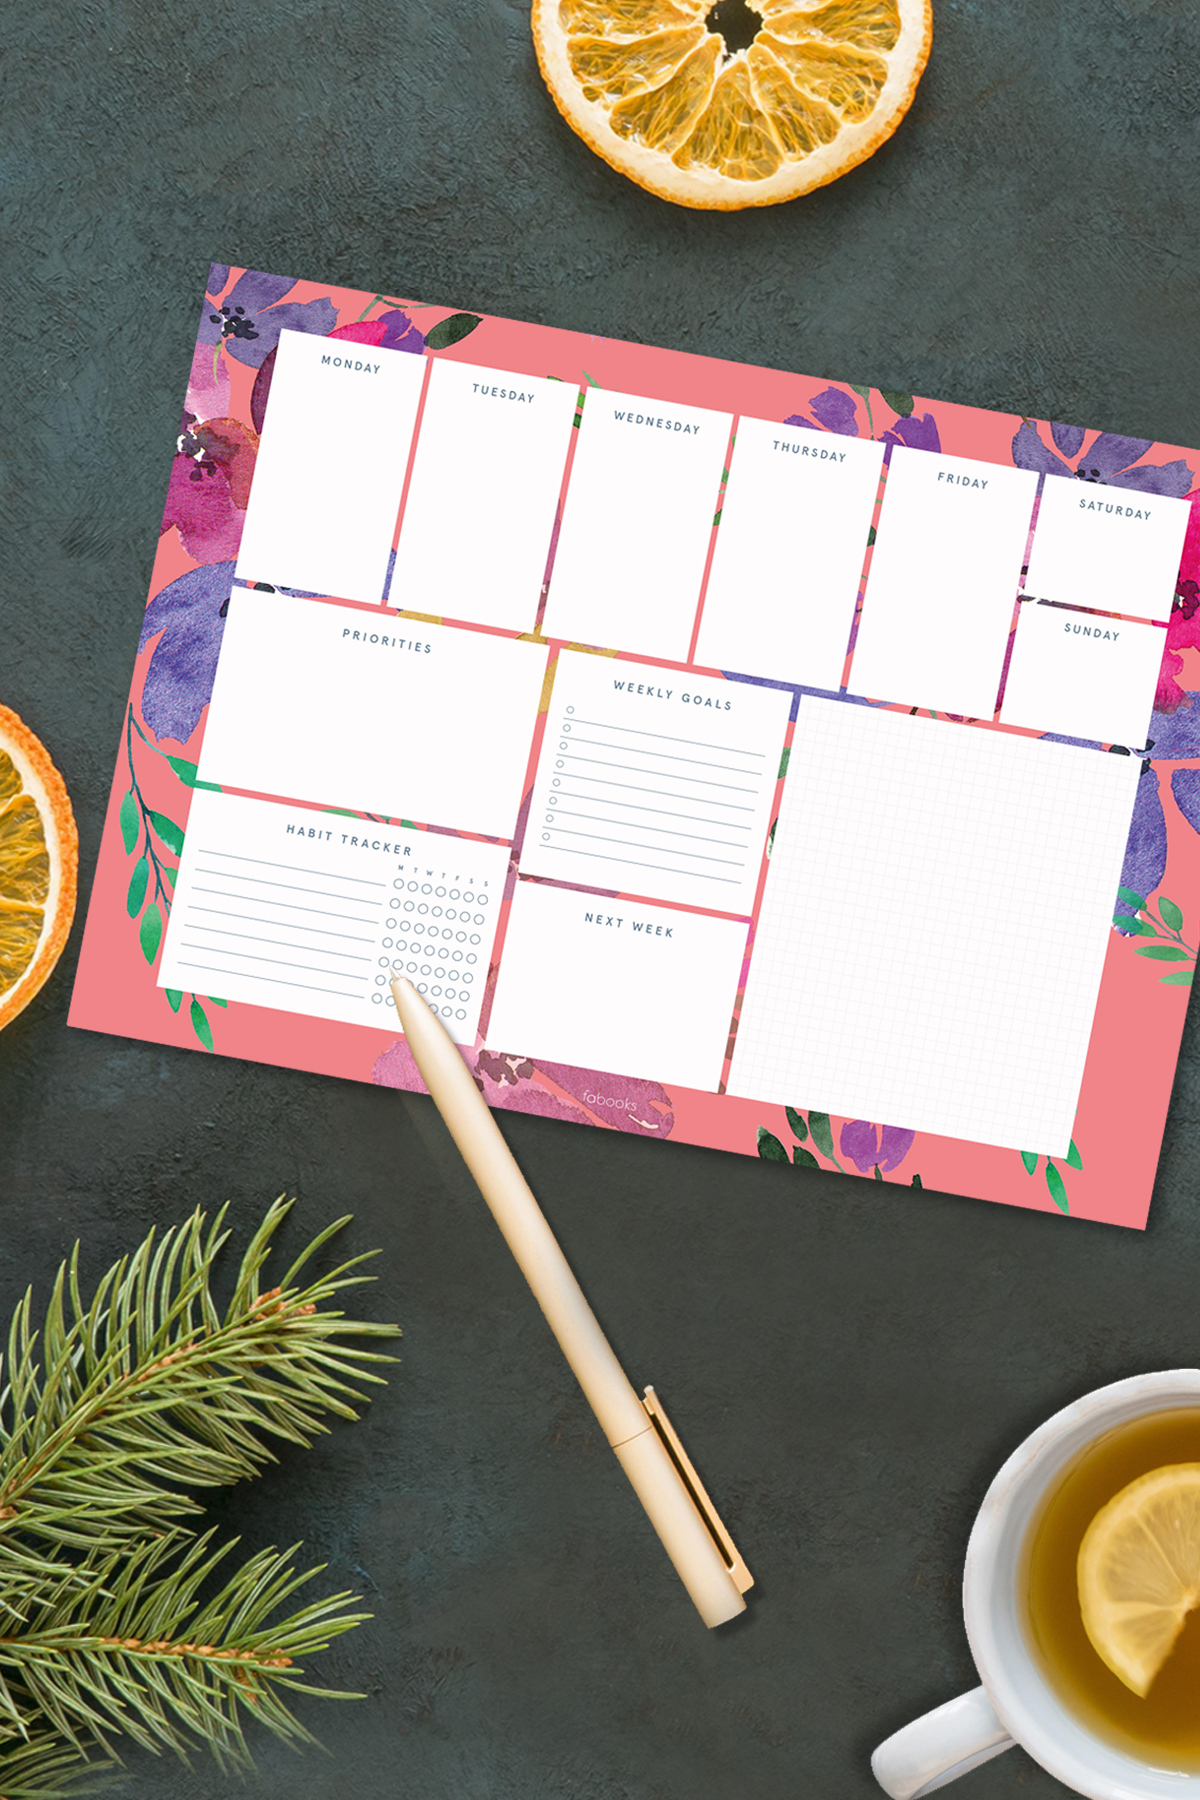 MONDAY
TUESDAY
WEDNESDAY
THURSDAY
FRIDAY
SATURDAY
SUNDAY
PRIORITIES
WEEKLY GOALS
HABIT TRACKER
M T W T F S S
NEXT WEEK
fabooks